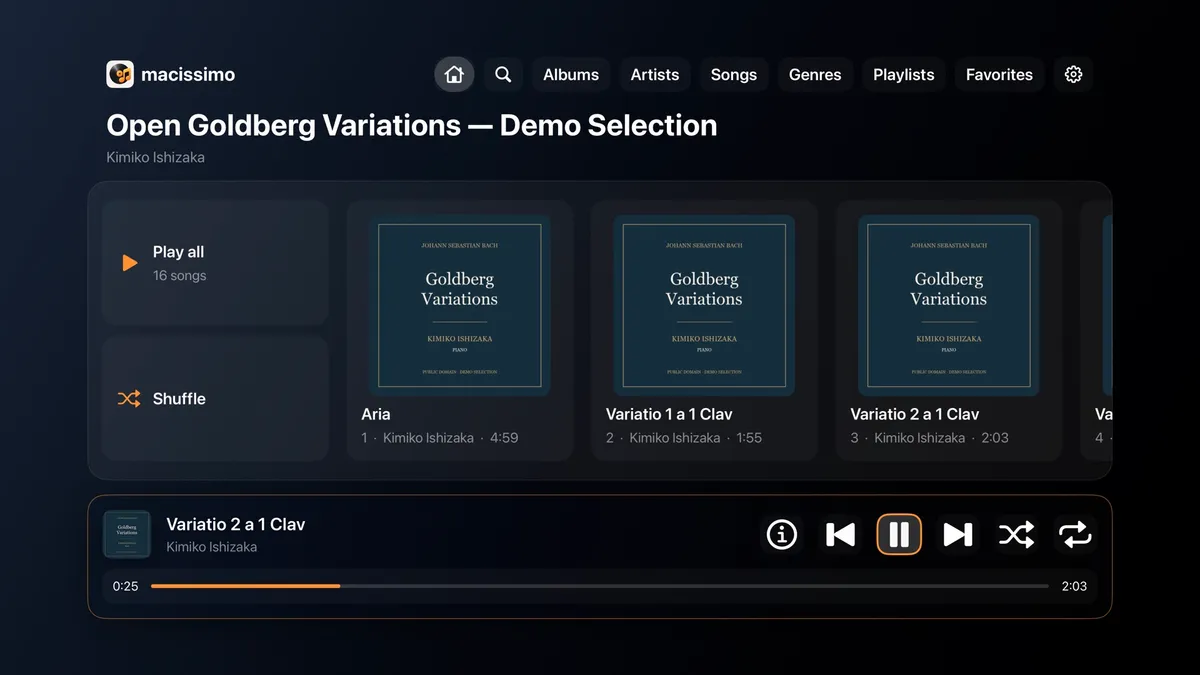 macissimo
Albums
Artists
Songs
Genres
Playlists
Favorites
Open Goldberg Variations — Demo Selection
Kimiko Ishizaka
Play all
16 songs
Shuffle
JOHANN SEBASTIAN BACH
Goldberg
Variations
KIMIKO ISHIZAKA
PIANO
PUBLIC DOMAIN · DEMO SELECTION
Aria
1 · Kimiko Ishizaka · 4:59
JOHANN SEBASTIAN BACH
Goldberg
Variations
KIMIKO ISHIZAKA
PIANO
PUBLIC DOMAIN · DEMO SELECTION
Variatio 1 a 1 Clav
2 · Kimiko Ishizaka · 1:55
JOHANN SEBASTIAN BACH
Goldberg
Variations
KIMIKO ISHIZAKA
PIANO
PUBLIC DOMAIN · DEMO SELECTION
Variatio 2 a 1 Clav
3 · Kimiko Ishizaka · 2:03
Va
4 ·
Goldberg
Variations
Variatio 2 a 1 Clav
Kimiko Ishizaka
0:25
2:03